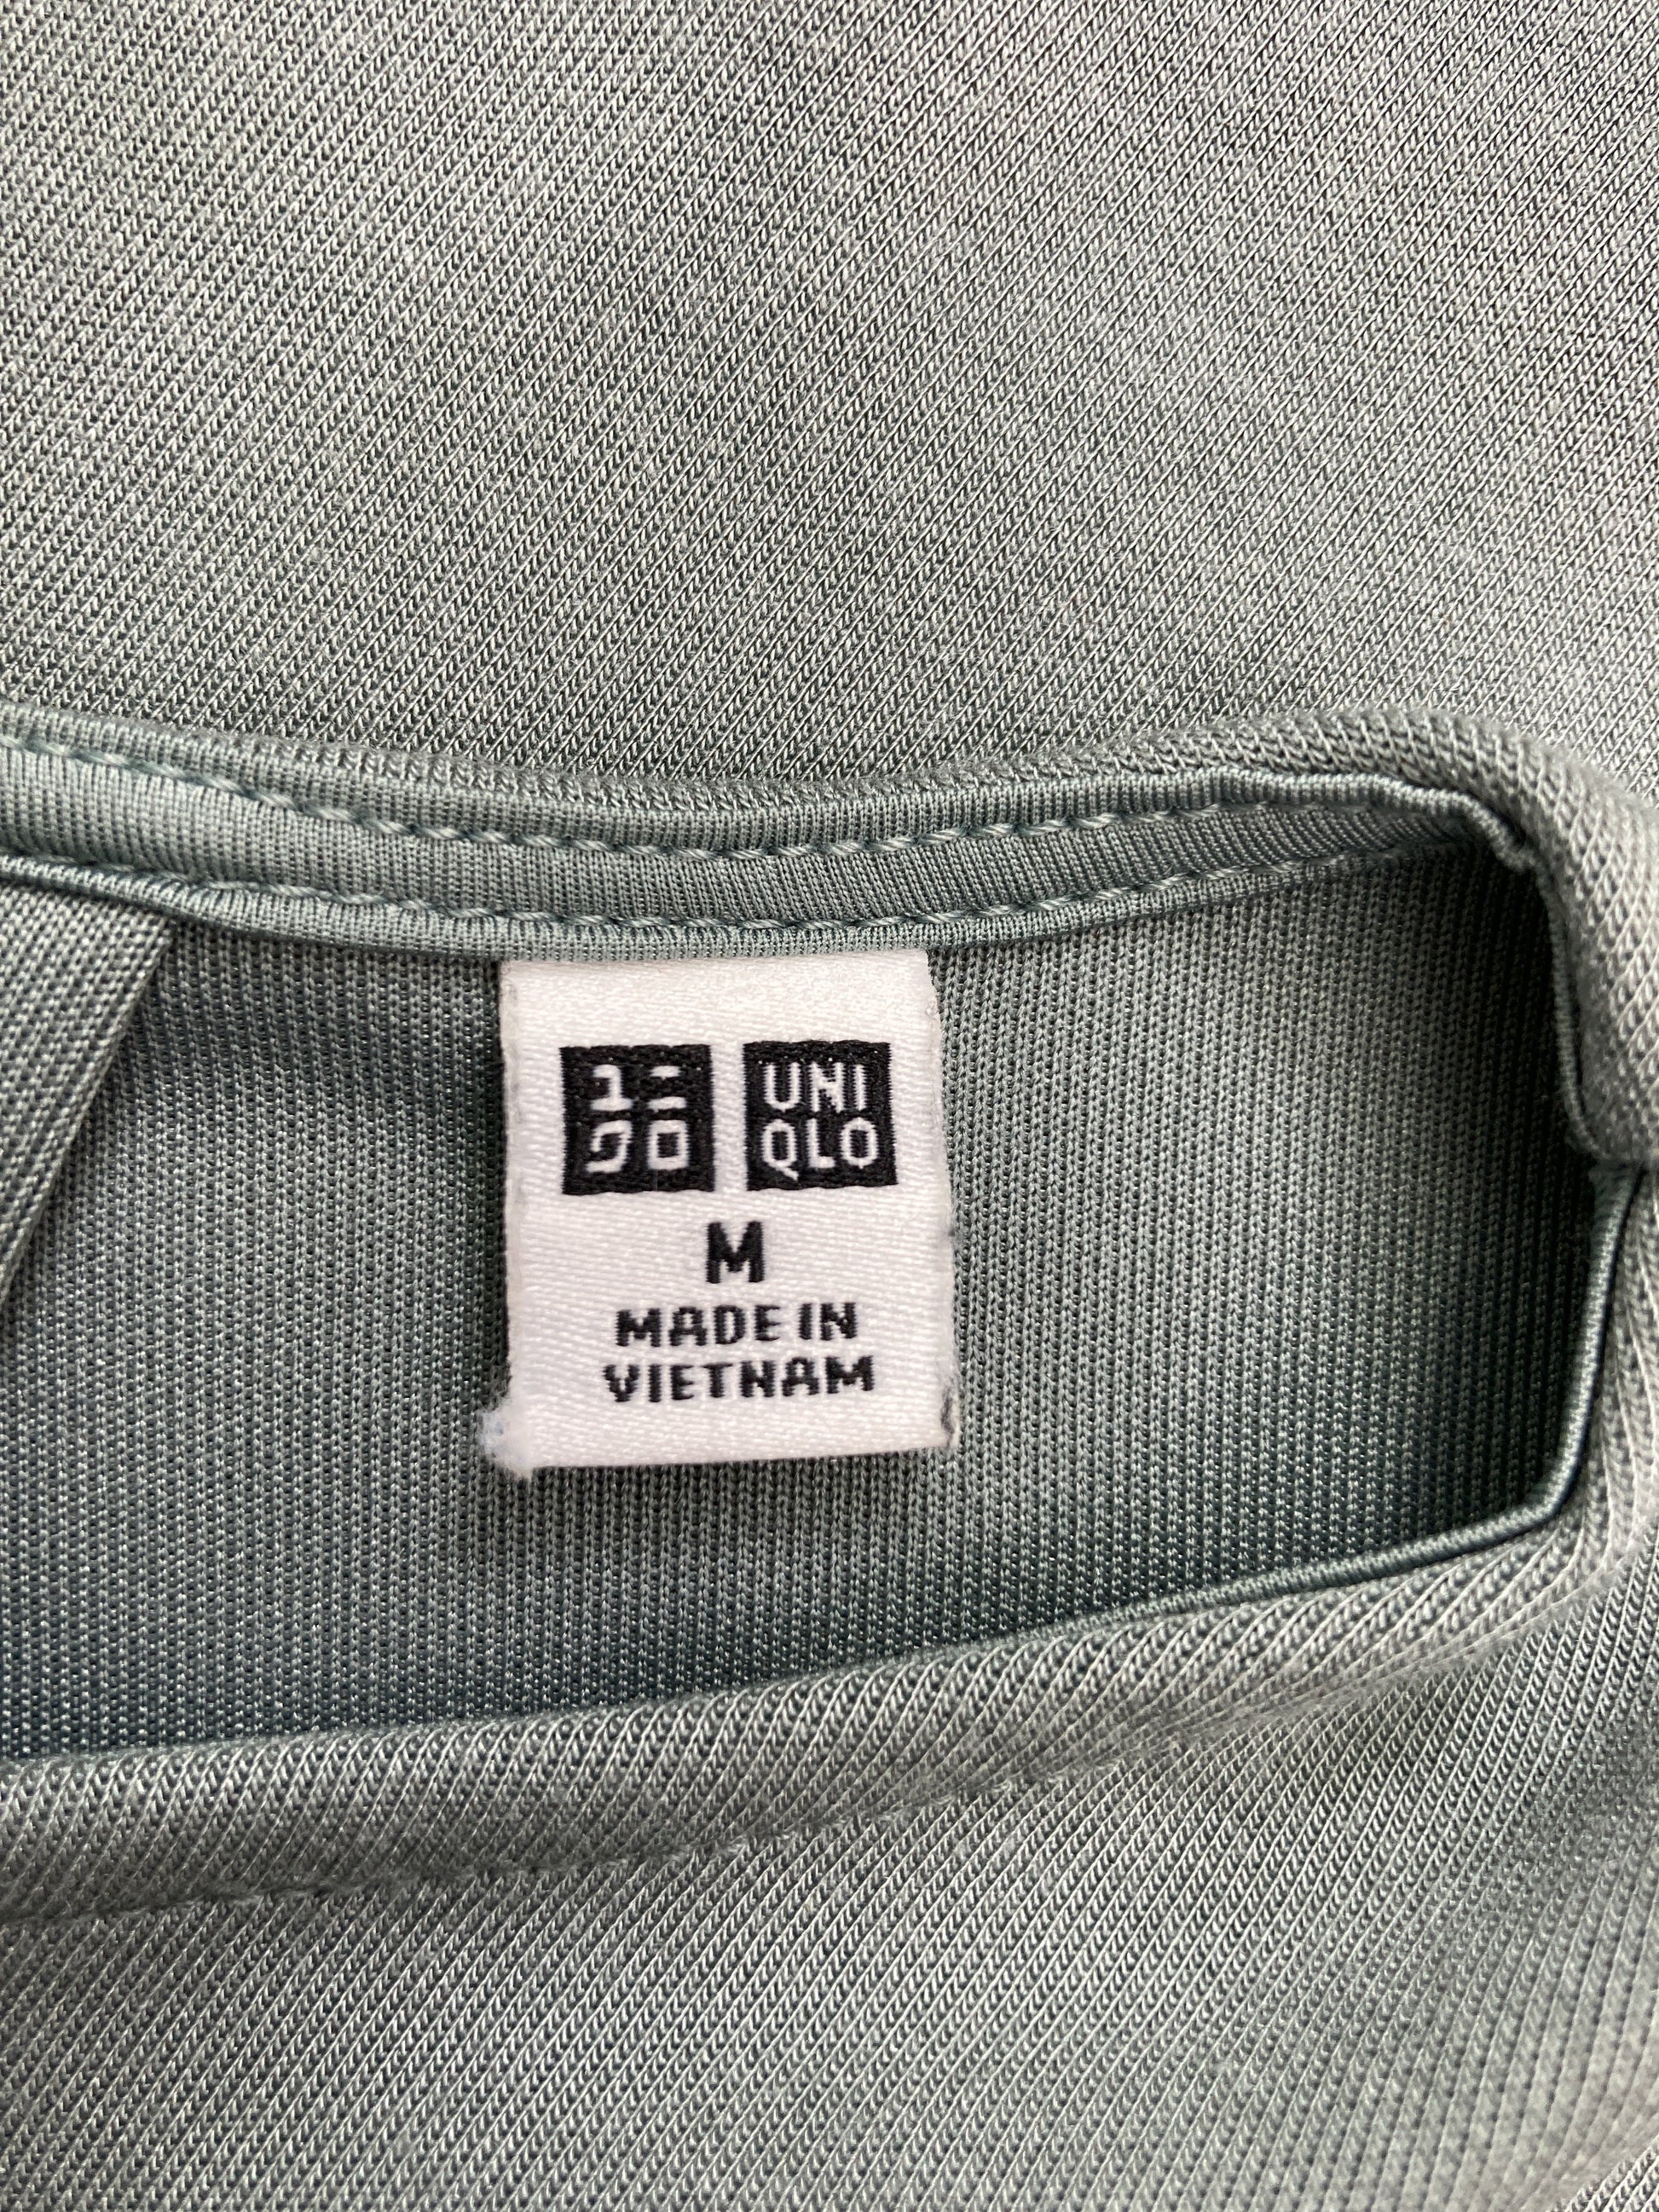 ユニ
クロ
UNI
QLO
M
MADE IN
VIETNAM